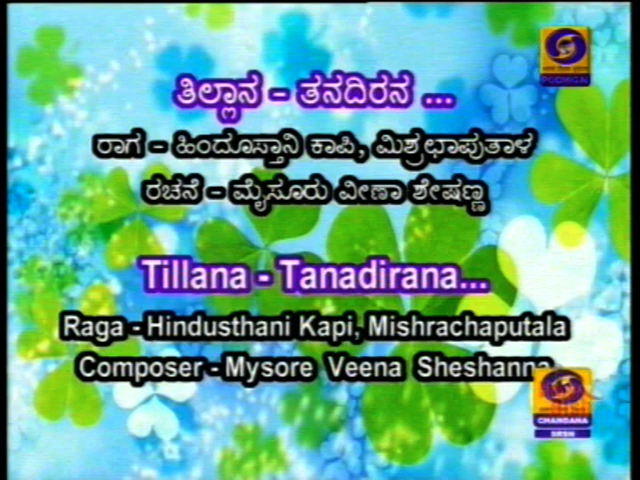 ತಿಲ್ಲಾನ - ತನದಿರನ ...
PODHIGAI
ರಾಗ - ಹಿಂದೂಸ್ತಾನಿ ಕಾಪಿ, ಮಿಶ್ರಛಾಪುತಾಳ
ರಚನೆ - ಮೈಸೂರು ವೀಣಾ ಶೇಷಣ್ಣ
Tillana - Tanadirana...
Raga - Hindusthani Kapi, Mishrachaputala
Composer - Mysore Veena Sheshanna
CHANDANA